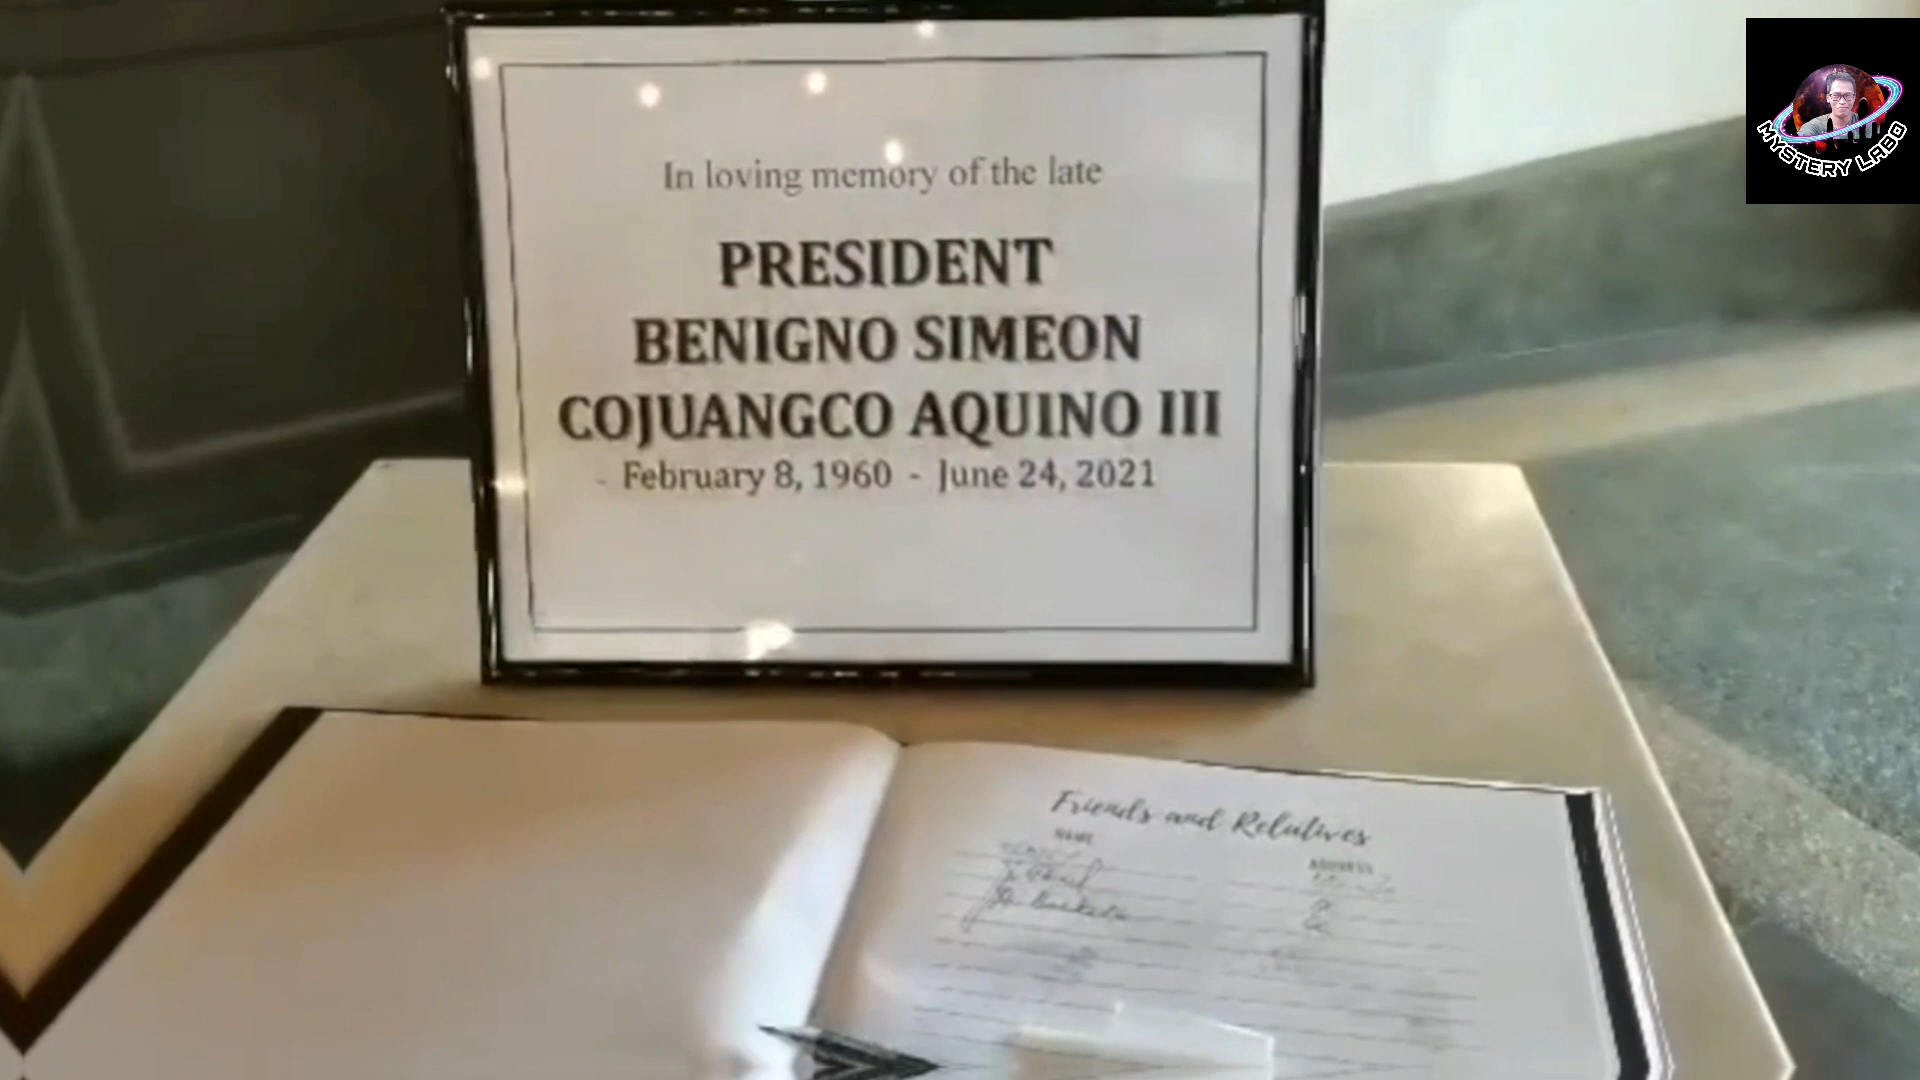 In loving memory of the late
PRESIDENT
BENIGNO SIMEON
COJUANGCO AQUINO III
- February 8, 1960 - June 24, 2021
MYSTERY LABO
Friends and Relatives
NAME
ADDRESS